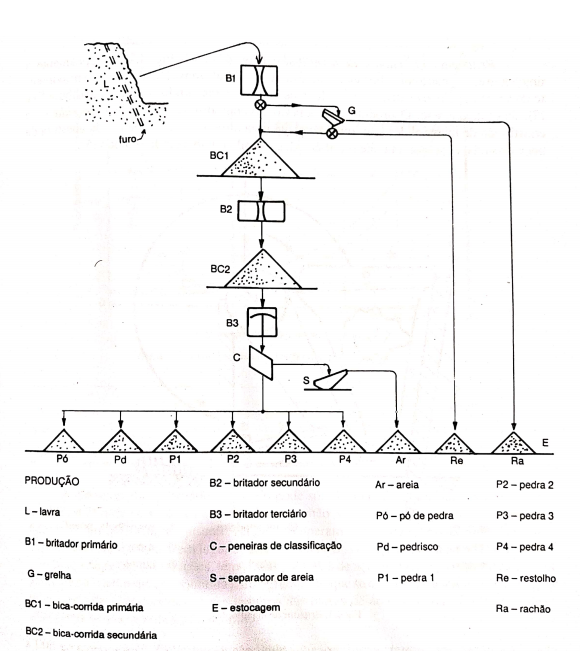 L
furo
B1
G
BC1
B2
BC2
B3
C
S
E
Pó Pd P1 P2 P3 P4 Ar Re Ra
PRODUÇÃO
L – lavra
B1 – britador primário
G – grelha
BC1 – bica-corrida primária
BC2 – bica-corrida secundária
B2 – britador secundário
B3 – britador terciário
C – peneiras de classificação
S – separador de areia
E – estocagem
Ar – areia
Pó – pó de pedra
Pd – pedrisco
P1 – pedra 1
P2 – pedra 2
P3 – pedra 3
P4 – pedra 4
Re – restolho
Ra – rachão